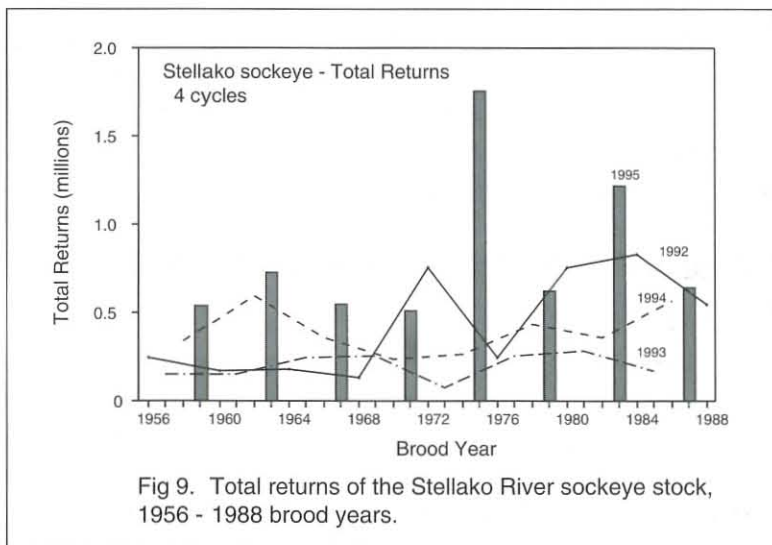 Stellako sockeye - Total Returns
4 cycles
Total Returns (millions)
2.0
1.5
1.0
0.5
0
1995
1992
1994
1993
1956 1960 1964 1968 1972 1976 1980 1984 1988
Brood Year
Fig 9. Total returns of the Stellako River sockeye stock,
1956 - 1988 brood years.